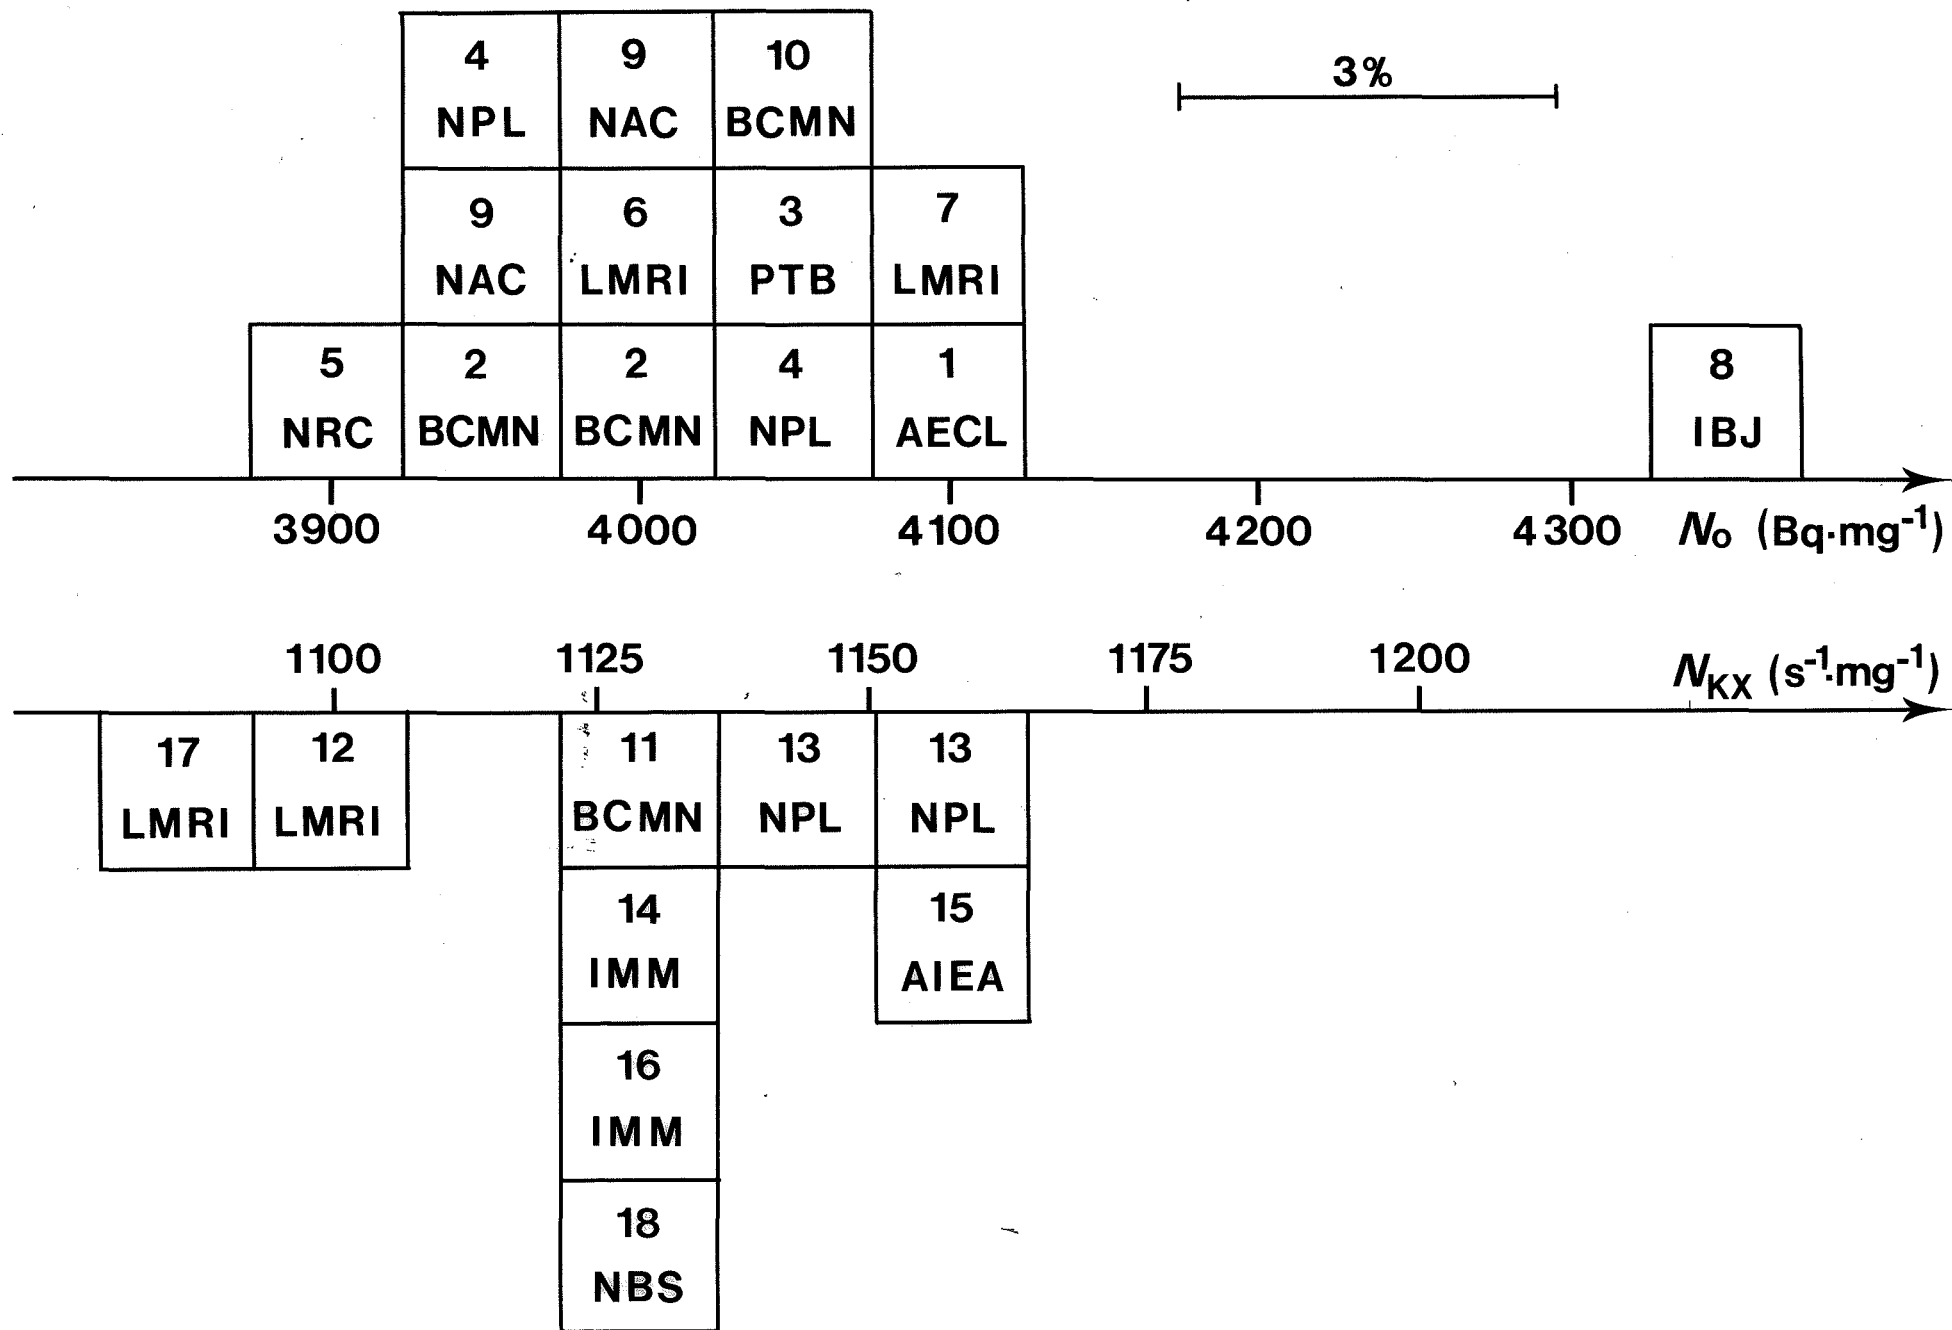 4 9 10 3%
NPL NAC BCMN
9 6 3 7
NAC LMRI PTB LMRI
5 2 2 4 1 8
NRC BCMN BCMN NPL AECL IBJ
3900 4000 4100 4200 4300 N₀ (Bq·mg⁻¹)
1100 1125 1150 1175 1200 N_KX (s⁻¹·mg⁻¹)
17 12 11 13 13
LMRI LMRI BCMN NPL NPL
14 15
IMM AIEA
16
IMM
18
NBS